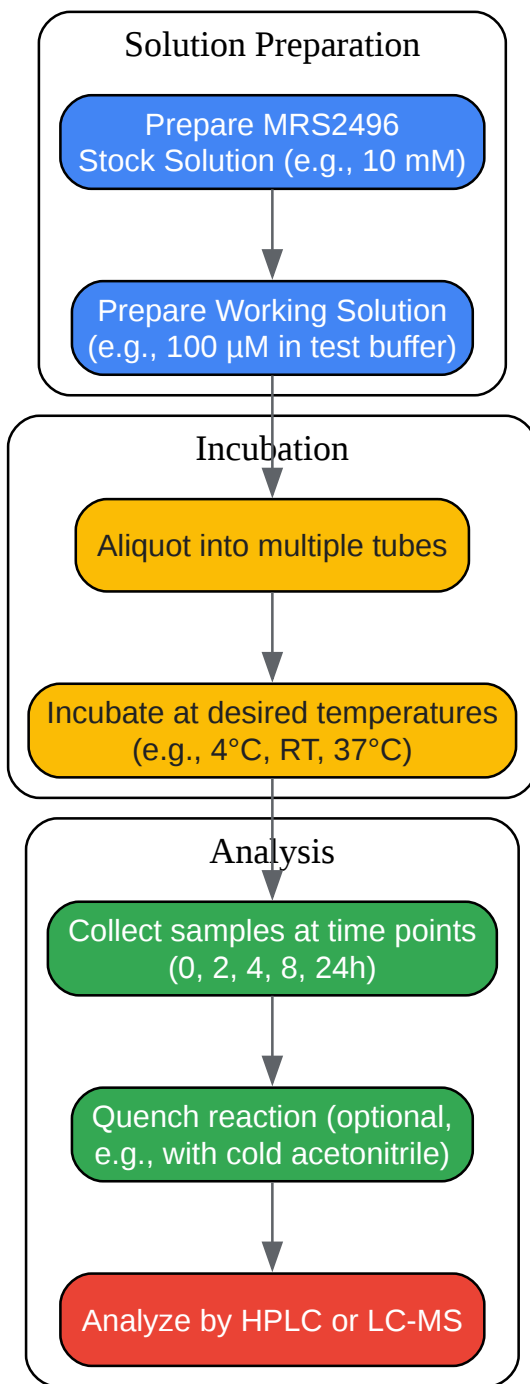 Solution Preparation
Prepare MRS2496
Stock Solution (e.g., 10 mM)
Prepare Working Solution
(e.g., 100 µM in test buffer)
Incubation
Aliquot into multiple tubes
Incubate at desired temperatures
(e.g., 4°C, RT, 37°C)
Analysis
Collect samples at time points
(0, 2, 4, 8, 24h)
Quench reaction (optional,
e.g., with cold acetonitrile)
Analyze by HPLC or LC-MS